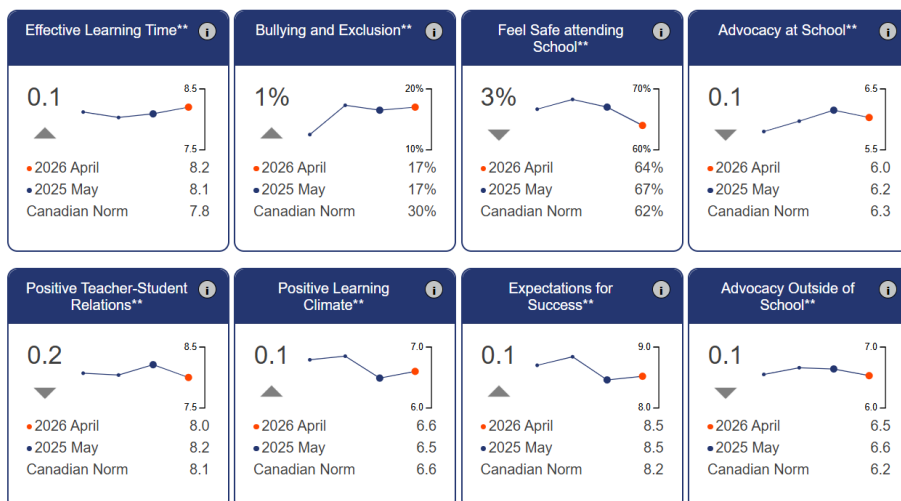 Effective Learning Time** i
0.1
8.5
7.5
2026 April 8.2
2025 May 8.1
Canadian Norm 7.8
Bullying and Exclusion** i
1%
20%
10%
2026 April 17%
2025 May 17%
Canadian Norm 30%
Feel Safe attending i
School**
3%
70%
60%
2026 April 64%
2025 May 67%
Canadian Norm 62%
Advocacy at School** i
0.1
6.5
5.5
2026 April 6.0
2025 May 6.2
Canadian Norm 6.3
Positive Teacher-Student i
Relations**
0.2
8.5
7.5
2026 April 8.0
2025 May 8.2
Canadian Norm 8.1
Positive Learning i
Climate**
0.1
7.0
6.0
2026 April 6.6
2025 May 6.5
Canadian Norm 6.6
Expectations for i
Success**
0.1
9.0
8.0
2026 April 8.5
2025 May 8.5
Canadian Norm 8.2
Advocacy Outside of i
School**
0.1
7.0
6.0
2026 April 6.5
2025 May 6.6
Canadian Norm 6.2